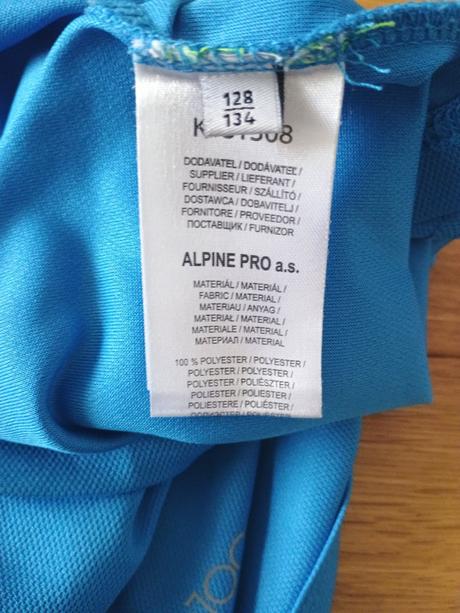 128
134
DODAVATEL / DODÁVATEĽ /
SUPPLIER / LIEFERANT /
FOURNISSEUR / SZÁLLÍTÓ /
DOSTAWCA / DOBAVITELJ /
FORNITORE / PROVEEDOR /
ПОСТАВЩИК / FURNIZOR
ALPINE PRO a.s.
MATERIÁL / MATERIÁL /
FABRIC / MATERIAL /
MATERIAU / ANYAG /
MATERIAŁ / MATERIAL /
MATERIALE / MATERIAL /
МАТЕРИАЛ / MATERIAL
100 % POLYESTER / POLYESTER /
POLYESTER / POLYESTER /
POLYESTER / POLIÉSZTER /
POLIESTER / POLIESTER /
POLIESTERE / POLIÉSTER /
ПОЛИЭСТЕР / POLIESTER